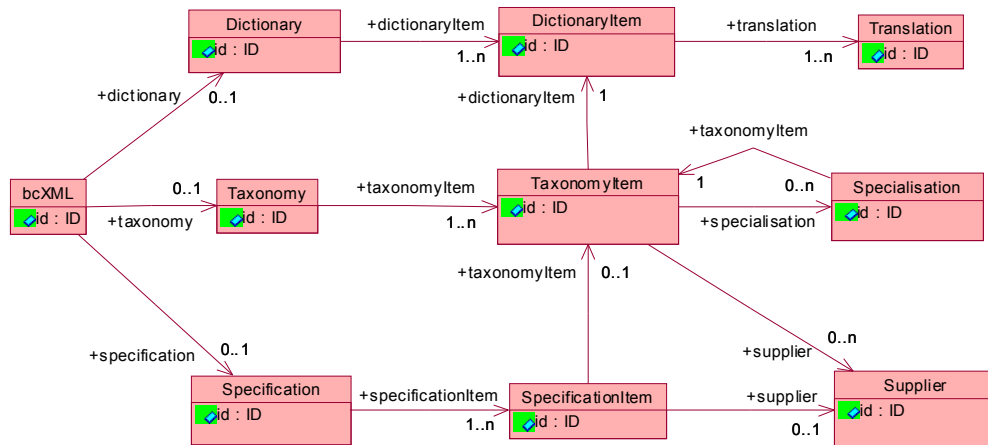 Dictionary
id : ID
+dictionaryItem
1..n
DictionaryItem
id : ID
+translation
1..n
Translation
id : ID
+dictionary
0..1
+dictionaryItem
1
+taxonomyItem
1
bcXML
id : ID
0..1
+taxonomy
Taxonomy
id : ID
+taxonomyItem
1..n
TaxonomyItem
id : ID
0..n
+specialisation
Specialisation
id : ID
+taxonomyItem
0..1
+specification
0..1
+supplier
0..n
Specification
id : ID
+specificationItem
1..n
SpecificationItem
id : ID
+supplier
0..1
Supplier
id : ID